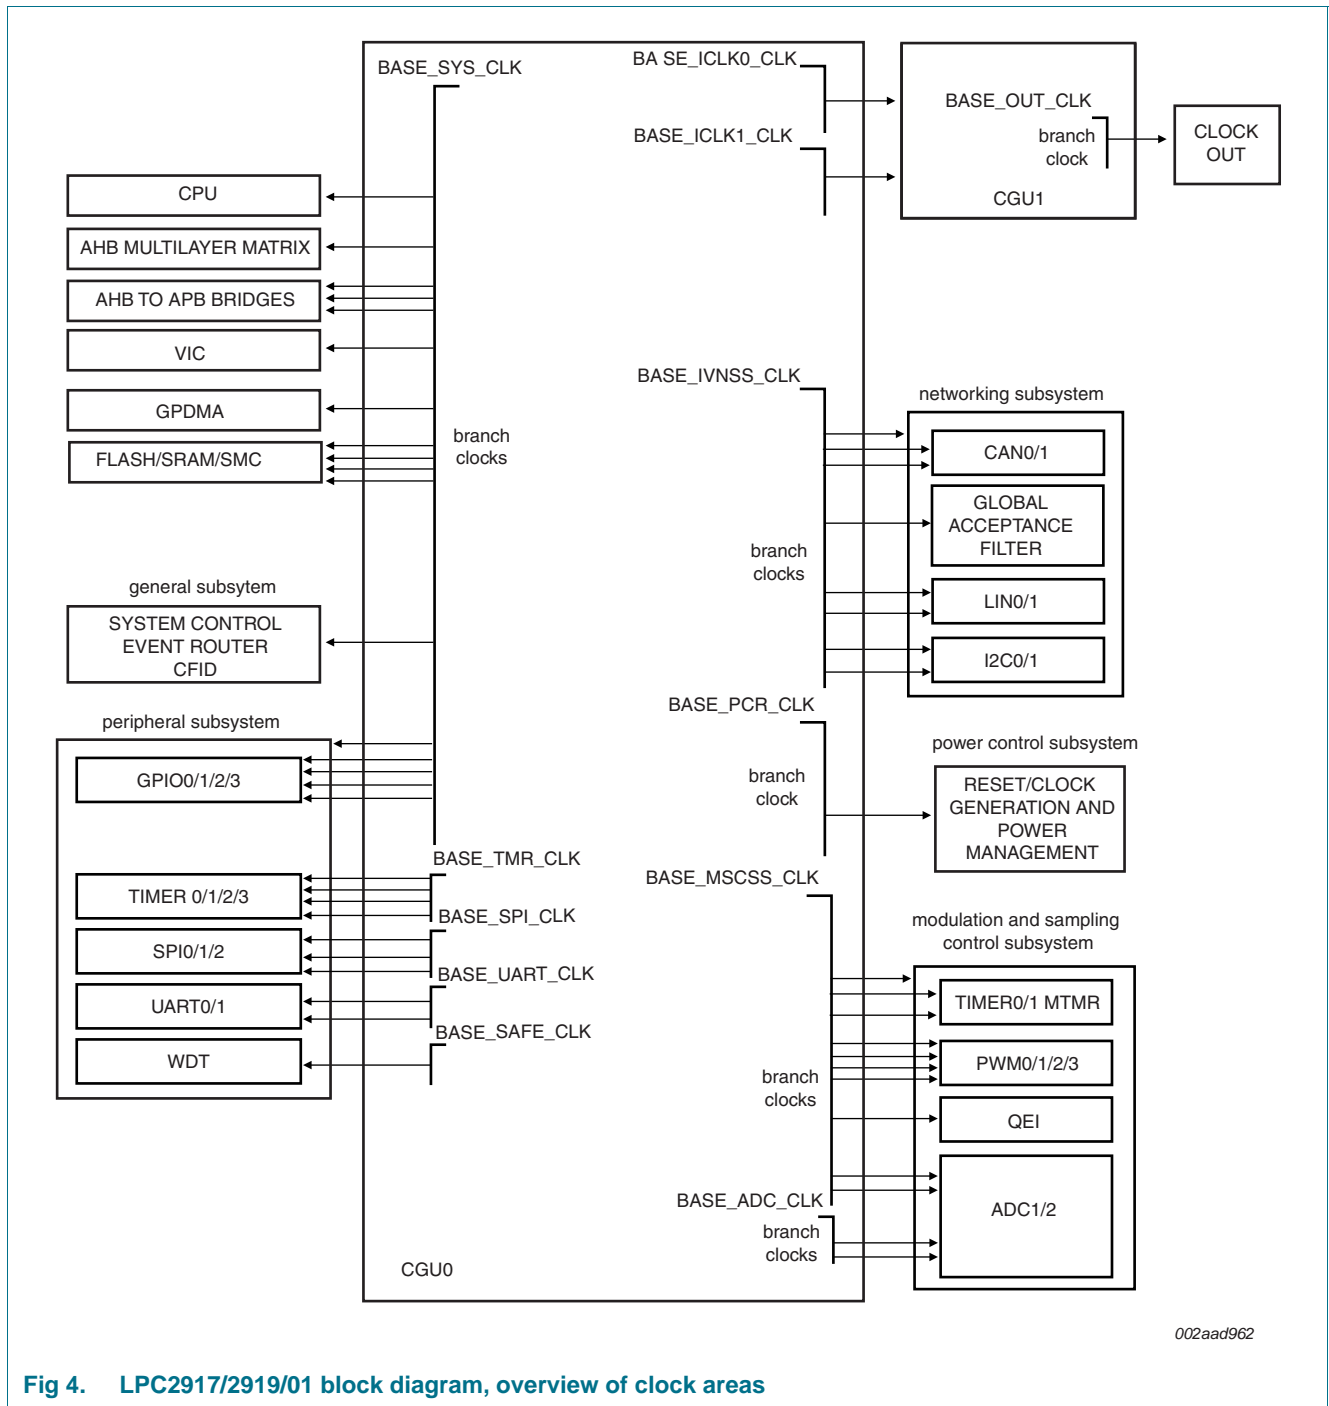 BASE_SYS_CLK
BA SE_ICLK0_CLK
BASE_ICLK1_CLK
BASE_OUT_CLK
branch
clock
CGU1
CLOCK
OUT
CPU
AHB MULTILAYER MATRIX
AHB TO APB BRIDGES
VIC
GPDMA
FLASH/SRAM/SMC
branch
clocks
general subsytem
SYSTEM CONTROL
EVENT ROUTER
CFID
peripheral subsystem
GPIO0/1/2/3
TIMER 0/1/2/3
SPI0/1/2
UART0/1
WDT
BASE_TMR_CLK
BASE_SPI_CLK
BASE_UART_CLK
BASE_SAFE_CLK
BASE_IVNSS_CLK
branch
clocks
networking subsystem
CAN0/1
GLOBAL
ACCEPTANCE
FILTER
LIN0/1
I2C0/1
BASE_PCR_CLK
branch
clock
power control subsystem
RESET/CLOCK
GENERATION AND
POWER
MANAGEMENT
BASE_MSCSS_CLK
branch
clocks
modulation and sampling
control subsystem
TIMER0/1 MTMR
PWM0/1/2/3
QEI
ADC1/2
BASE_ADC_CLK
branch
clocks
CGU0
002aad962
Fig 4. LPC2917/2919/01 block diagram, overview of clock areas